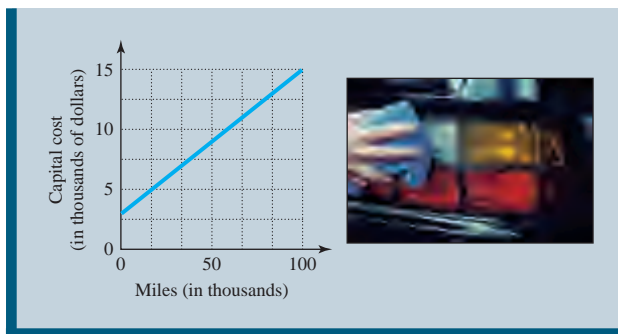 Capital cost
(in thousands of dollars)
15
10
5
0
0 50 100
Miles (in thousands)